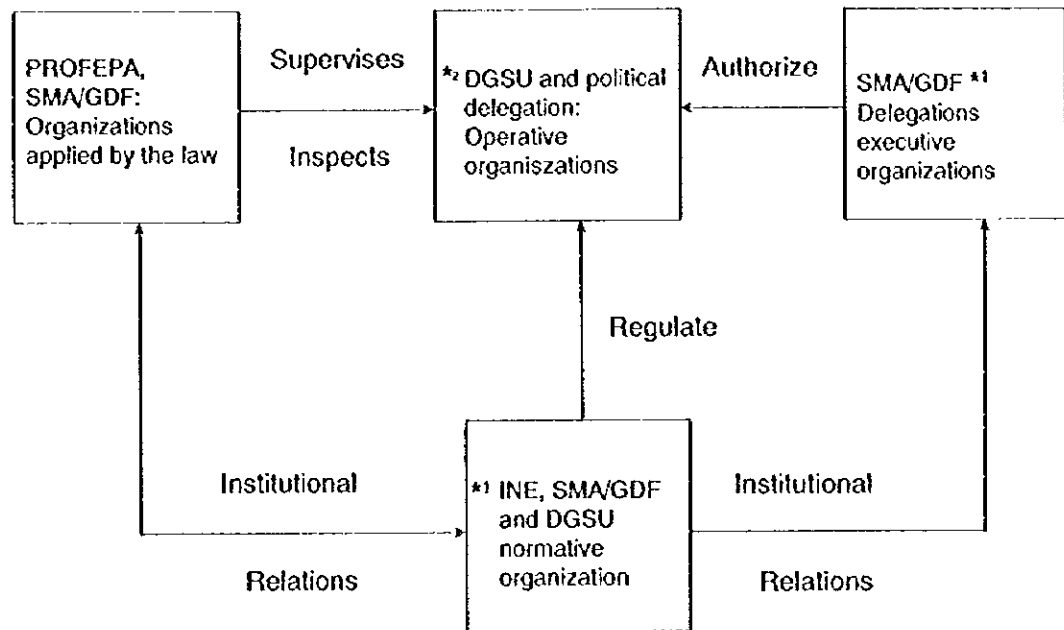 PROFEPA,
SMA/GDF:
Organizations
applied by the law
Supervises
Inspects
*2 DGSU and political
delegation:
Operative
organiszations
Authorize
SMA/GDF *1
Delegations
executive
organizations
Regulate
Institutional
Relations
*1 INE, SMA/GDF
and DGSU
normative
organization
Institutional
Relations